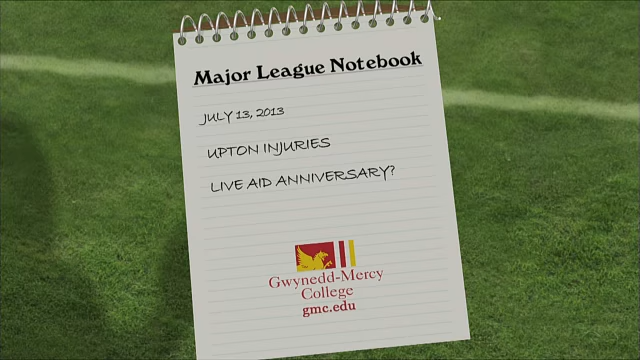 Major League Notebook
JULY 13, 2013
UPTON INJURIES
LIVE AID ANNIVERSARY?
Gwynedd-Mercy
College
gmc.edu